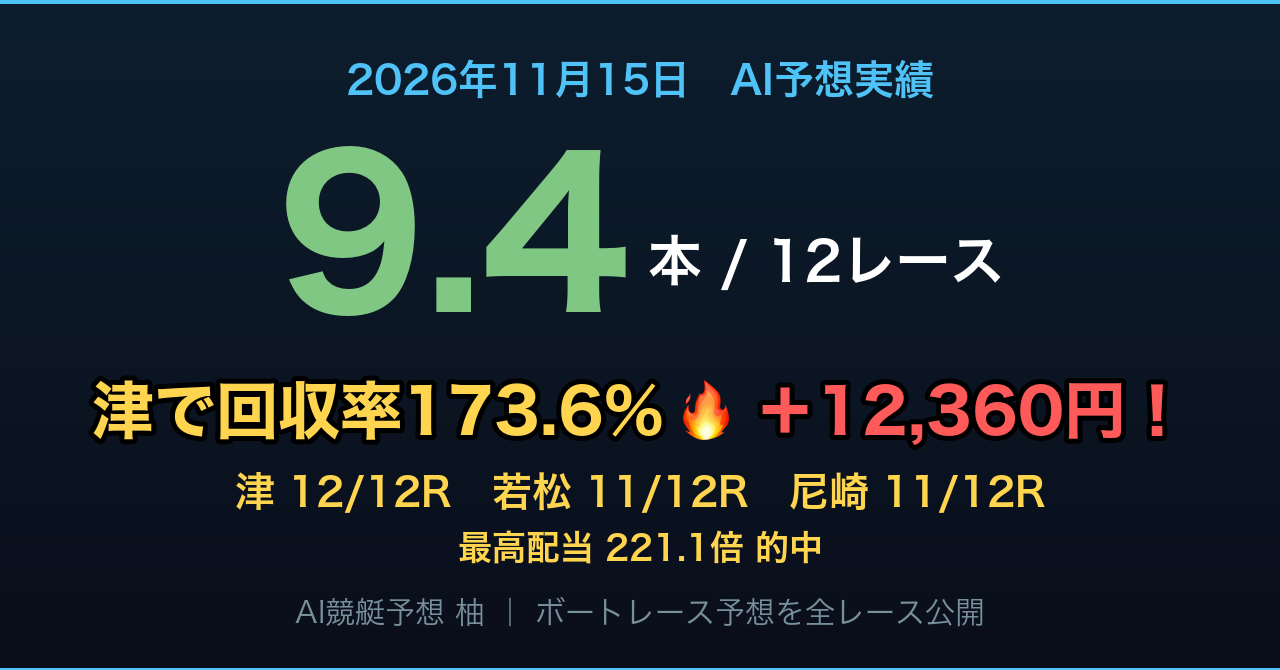 2026年11月15日　AI予想実績
9.4 本 / 12レース
津で回収率173.6%🔥 +12,360円！
津 12/12R　若松 11/12R　尼崎 11/12R
最高配当 221.1倍 的中
AI競艇予想 柚 ｜ ボートレース予想を全レース公開